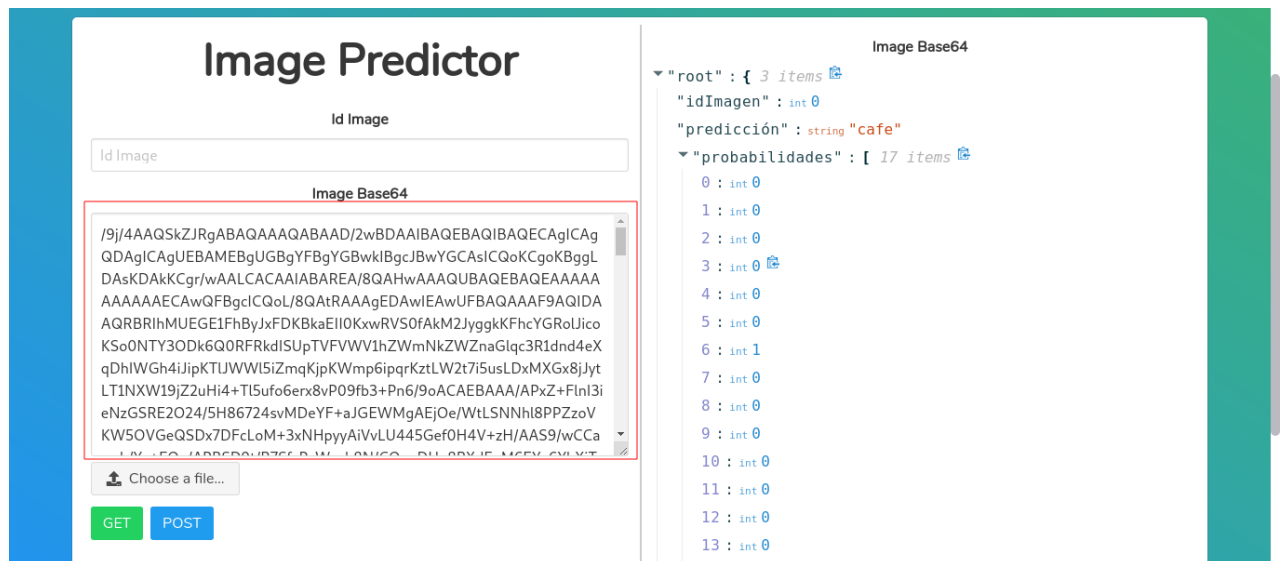 Image Predictor
Id Image
Id Image
Image Base64
/9j/4AAQSkZJRgABAQAAAQABAAD/2wBDAAIBAQEBAQIBAQECAgICAg
QDAgICAgUEBAMEBgUGBgYFBgYGBwkIBgcJBwYGCAsICQoKCgoKBggL
DAsKDAkKCgr/wAALCACAAIABAREA/8QAHwAAAQUBAQEBAQEAAAAA
AAAAAAECAwQFBgcICQoL/8QAtRAAAgEDAwIEAwUFBAQAAAF9AQIDA
AQRBRIhMUEGE1FhByJxFDKBkaEII0KxwRVS0fAkM2JyggkKFhcYGRolJico
KSo0NTY3ODk6Q0RFRkdISUpTVFVWV1hZWmNkZWZnaGlqc3R1dnd4eX
qDhIWGh4iJipKTlJWWl5iZmqKjpKWmp6ipqrKztLW2t7i5usLDxMXGx8jJyt
LT1NXW19jZ2uHi4+Tl5ufo6erx8vP09fb3+Pn6/9oACAEBAAA/APxZ+FlnI3i
eNzGSRE2O24/5H86724svMDeYF+aJGEWMgAEjOe/WtLSNNhl8PPZzoV
KW5OVGeQSDx7DFcLoM+3xNHpyyAiVvLU445Gef0H4V+zH/AAS9/wCCa
Choose a file...
GET POST
Image Base64
"root" : { 3 items
"idImagen" : int 0
"predicción" : string "cafe"
"probabilidades" : [ 17 items
0 : int 0
1 : int 0
2 : int 0
3 : int 0
4 : int 0
5 : int 0
6 : int 1
7 : int 0
8 : int 0
9 : int 0
10 : int 0
11 : int 0
12 : int 0
13 : int 0